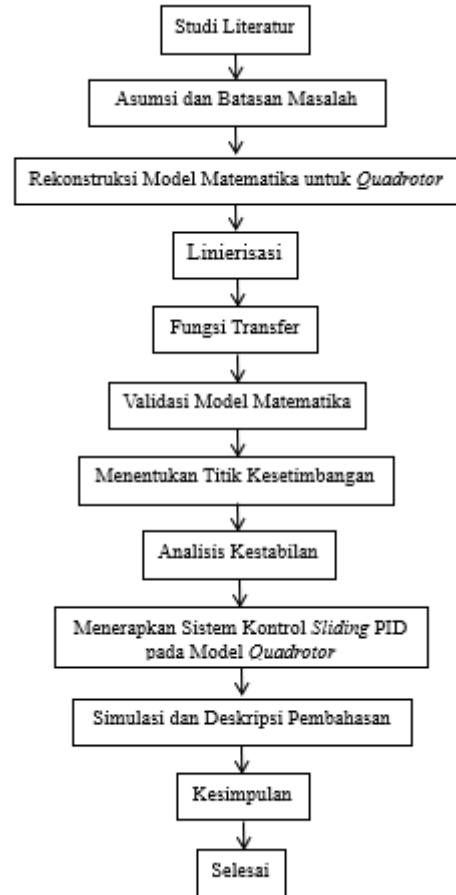 Studi Literatur
Asumsi dan Batasan Masalah
Rekonstruksi Model Matematika untuk Quadrotor
Linierisasi
Fungsi Transfer
Validasi Model Matematika
Menentukan Titik Kesetimbangan
Analisis Kestabilan
Menerapkan Sistem Kontrol Sliding PID
pada Model Quadrotor
Simulasi dan Deskripsi Pembahasan
Kesimpulan
Selesai